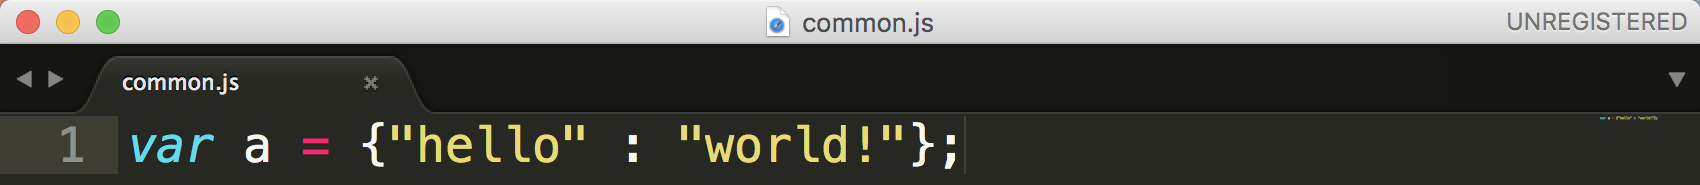 common.js
UNREGISTERED
common.js
1 var a = {"hello" : "world!"};